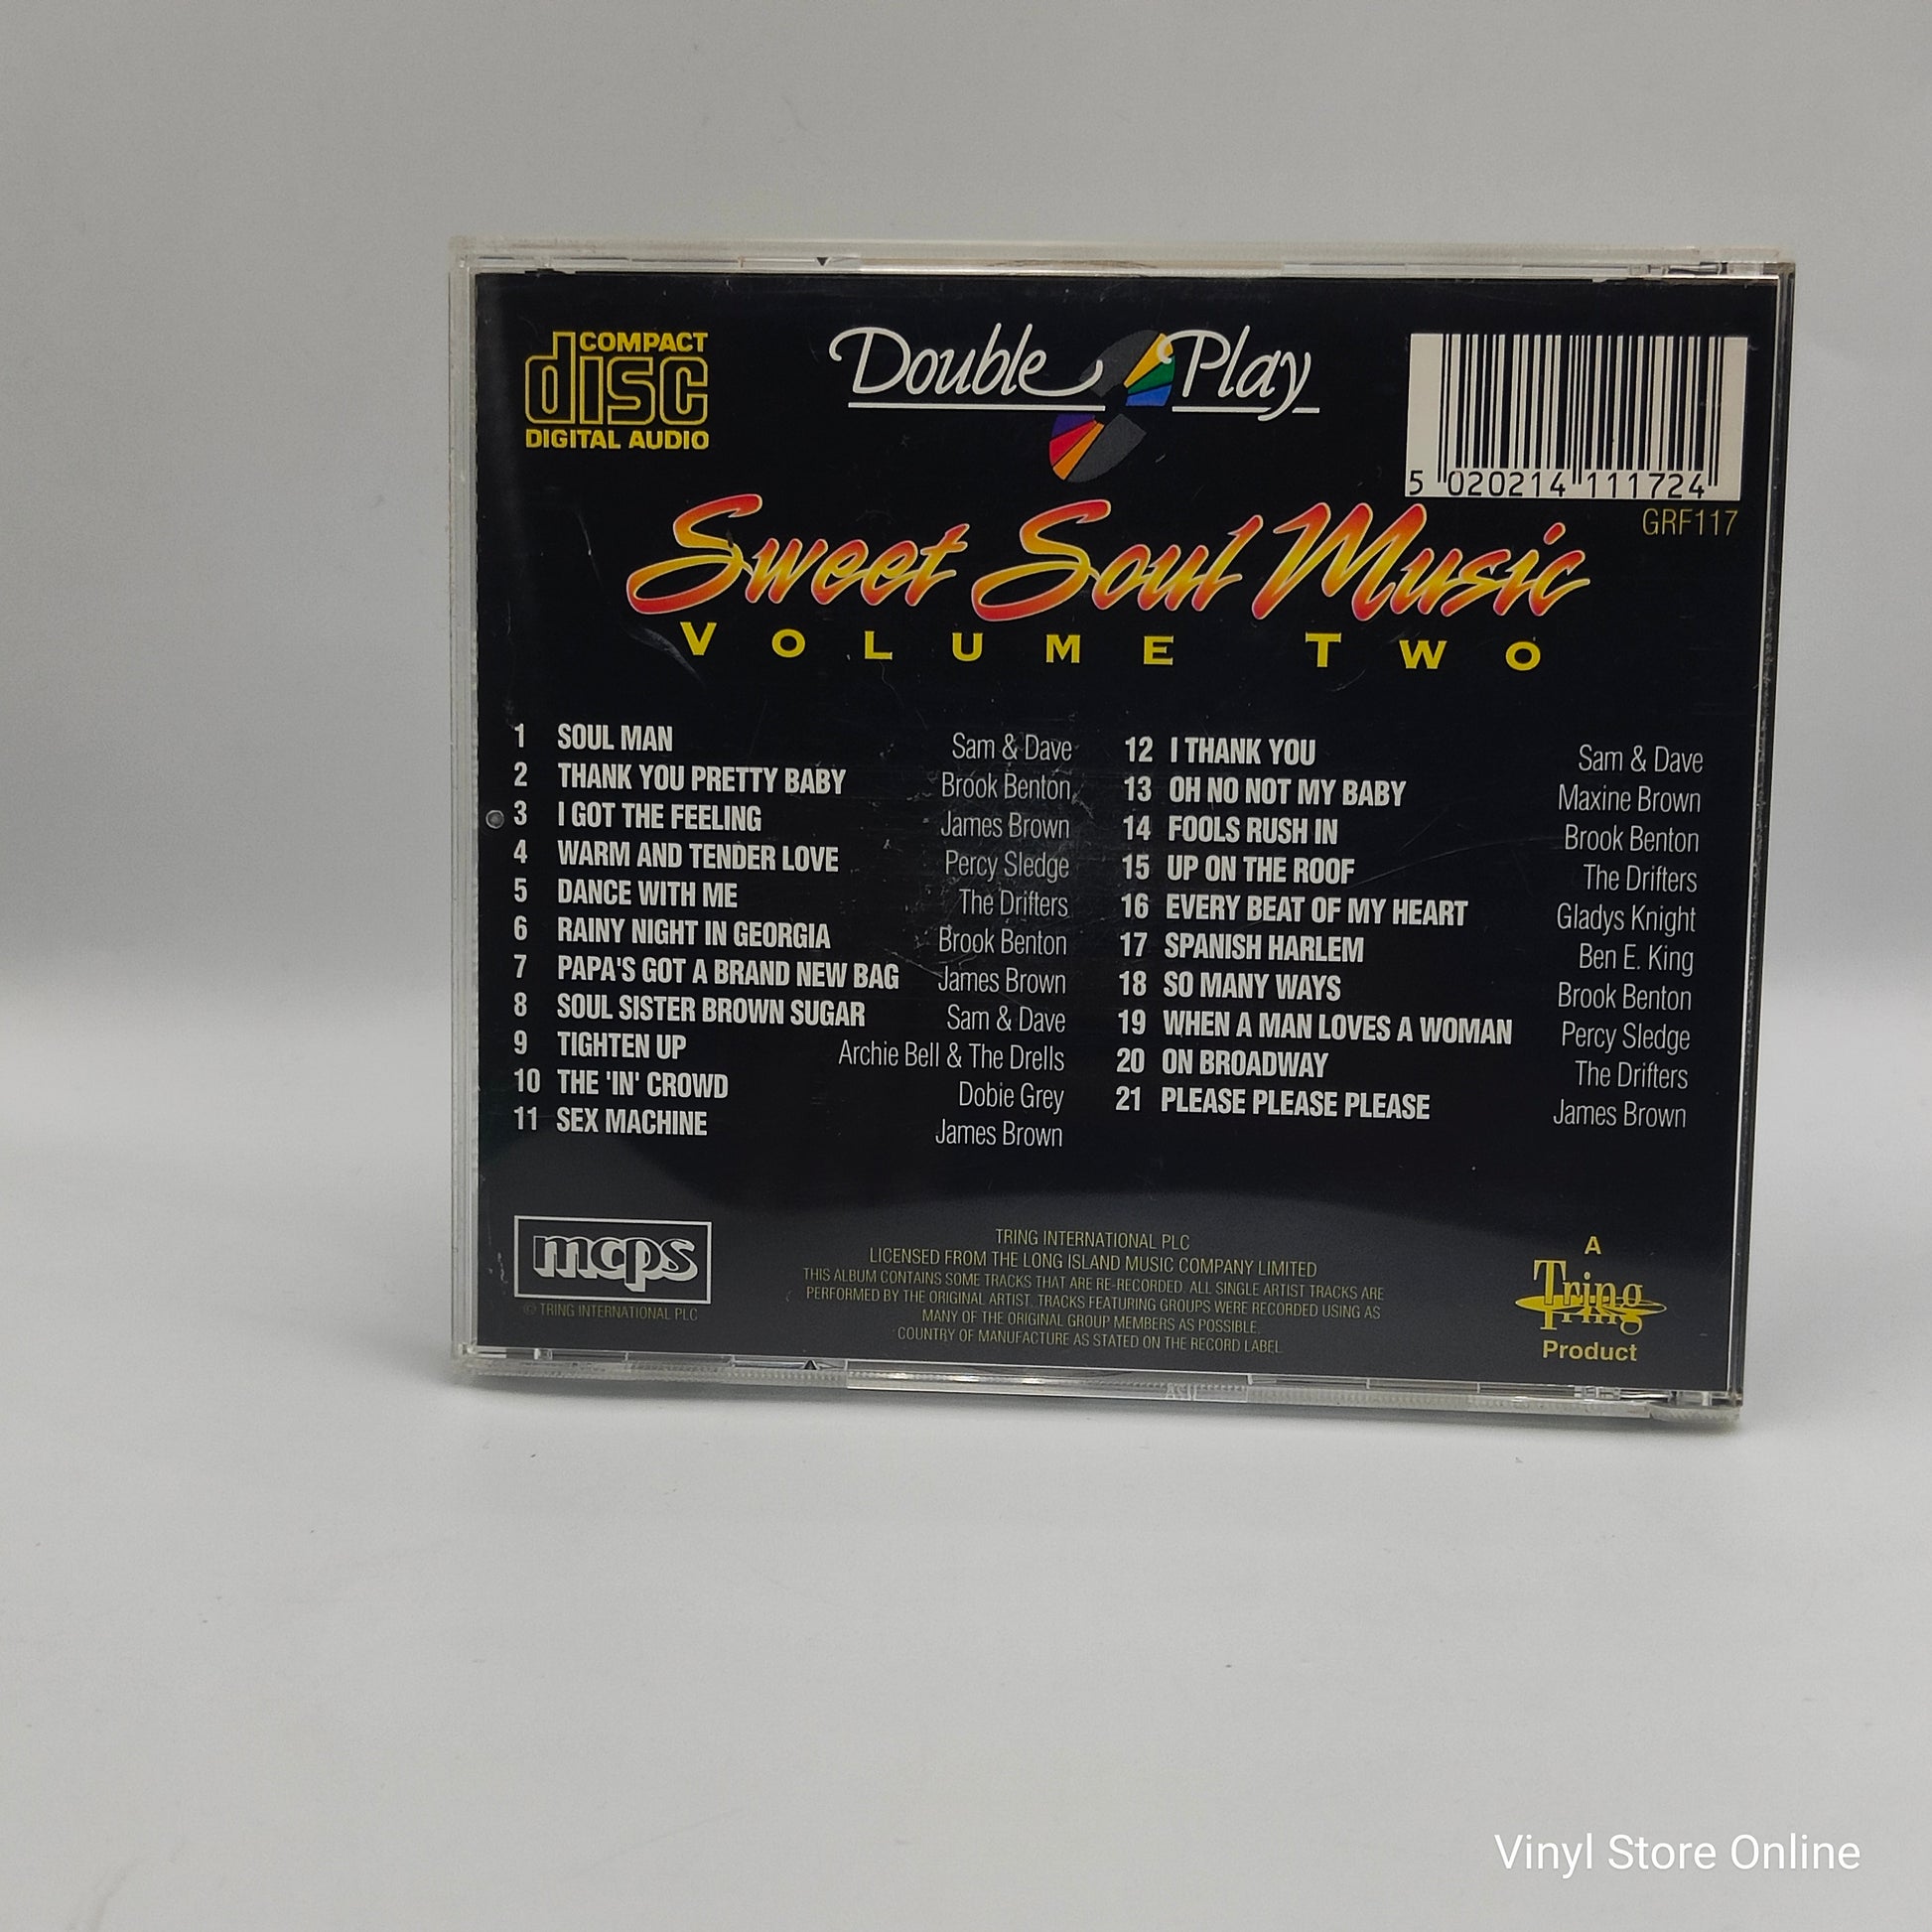 COMPACT
disc
DIGITAL AUDIO
Double Play
5 020214 111724
GRF117
Sweet Soul Music
VOLUME TWO
1 SOUL MAN Sam & Dave
2 THANK YOU PRETTY BABY Brook Benton
3 I GOT THE FEELING James Brown
4 WARM AND TENDER LOVE Percy Sledge
5 DANCE WITH ME The Drifters
6 RAINY NIGHT IN GEORGIA Brook Benton
7 PAPA'S GOT A BRAND NEW BAG James Brown
8 SOUL SISTER BROWN SUGAR Sam & Dave
9 TIGHTEN UP Archie Bell & The Drells
10 THE 'IN' CROWD Dobie Grey
11 SEX MACHINE James Brown
12 I THANK YOU Sam & Dave
13 OH NO NOT MY BABY Maxine Brown
14 FOOLS RUSH IN Brook Benton
15 UP ON THE ROOF The Drifters
16 EVERY BEAT OF MY HEART Gladys Knight
17 SPANISH HARLEM Ben E. King
18 SO MANY WAYS Brook Benton
19 WHEN A MAN LOVES A WOMAN Percy Sledge
20 ON BROADWAY The Drifters
21 PLEASE PLEASE PLEASE James Brown
mcps
© TRING INTERNATIONAL PLC
TRING INTERNATIONAL PLC
LICENSED FROM THE LONG ISLAND MUSIC COMPANY LIMITED
THIS ALBUM CONTAINS SOME TRACKS THAT ARE RE-RECORDED. ALL SINGLE ARTIST TRACKS ARE
PERFORMED BY THE ORIGINAL ARTIST. TRACKS FEATURING GROUPS WERE RECORDED USING AS
MANY OF THE ORIGINAL GROUP MEMBERS AS POSSIBLE.
COUNTRY OF MANUFACTURE AS STATED ON THE RECORD LABEL.
A
Tring
Product
Vinyl Store Online